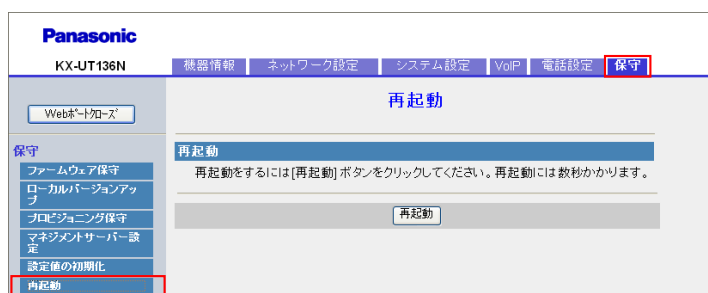 Panasonic
KX-UT136N
機器情報 ネットワーク設定 システム設定 VoIP 電話設定 保守
Webﾎﾟｰﾄｸﾛｰｽﾞ
再起動
保守
ファームウェア保守
ローカルバージョンアッ
プ
プロビジョニング保守
マネジメントサーバー設
定
設定値の初期化
再起動
再起動
再起動をするには[再起動] ボタンをクリックしてください。再起動には数秒かかります。
再起動